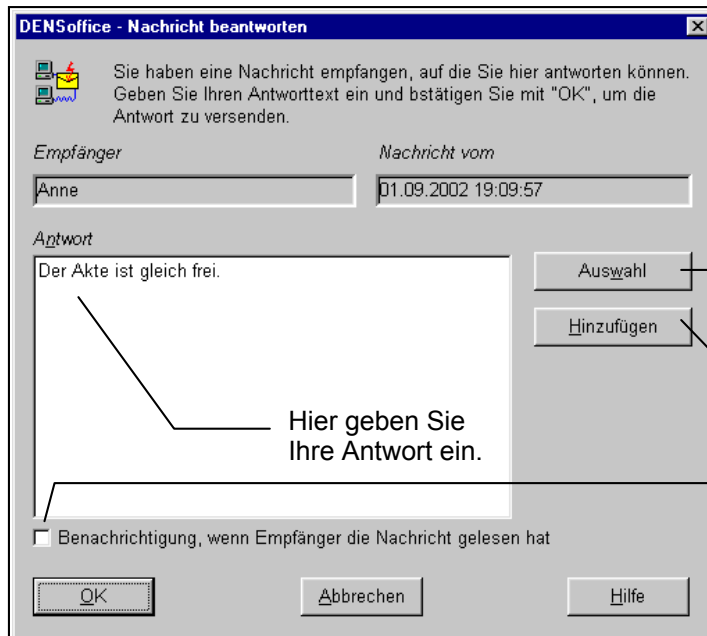 DENSoffice - Nachricht beantworten
Sie haben eine Nachricht empfangen, auf die Sie hier antworten können.
Geben Sie Ihren Antworttext ein und bstätigen Sie mit "OK", um die
Antwort zu versenden.
Empfänger Nachricht vom
Anne 01.09.2002 19:09:57
Antwort
Der Akte ist gleich frei.
Auswahl
Hinzufügen
Hier geben Sie
Ihre Antwort ein.
Benachrichtigung, wenn Empfänger die Nachricht gelesen hat
OK Abbrechen Hilfe